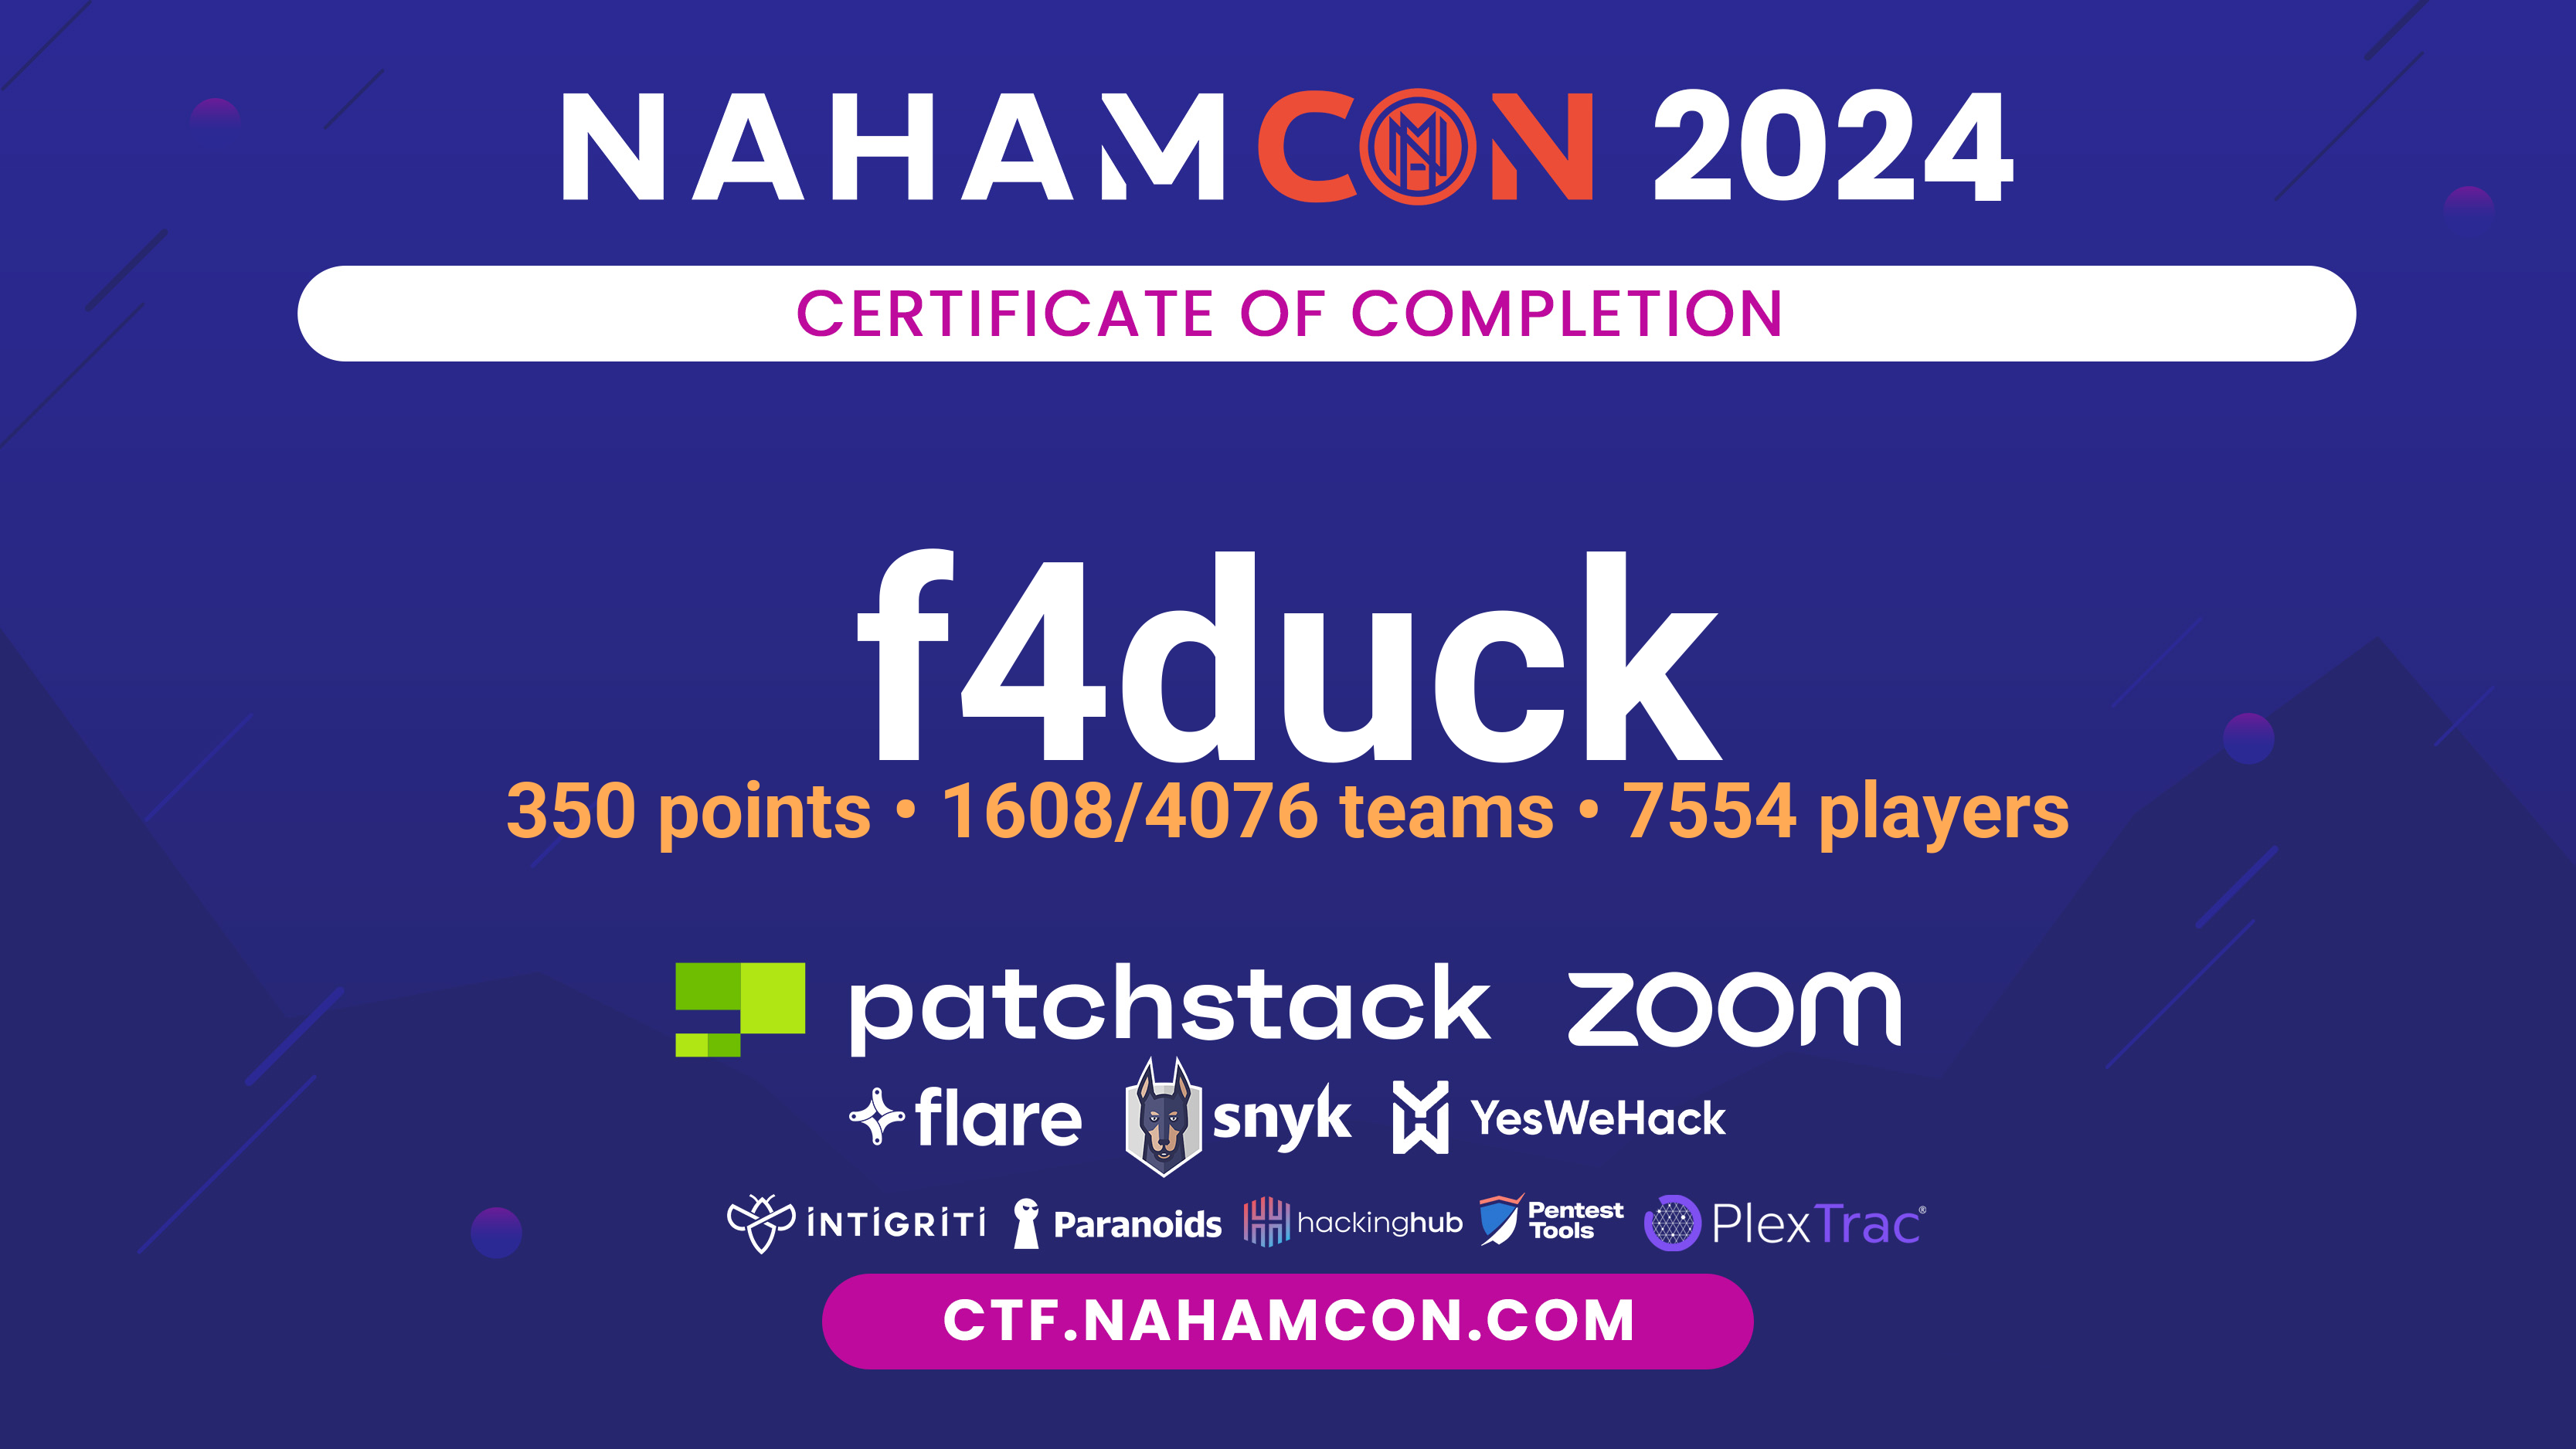 NAHAMCON 2024
CERTIFICATE OF COMPLETION
f4duck
350 points • 1608/4076 teams • 7554 players
patchstack zoom
flare snyk YesWeHack
INTIGRITI Paranoids hackinghub Pentest Tools PlexTrac®
CTF.NAHAMCON.COM